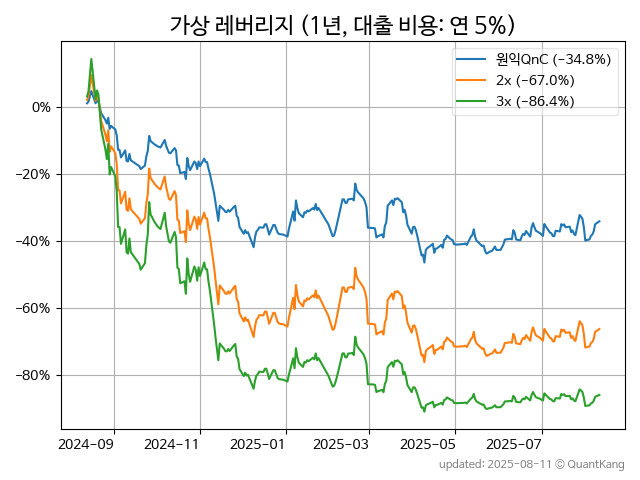 가상 레버리지 (1년, 대출 비용: 연 5%)
원익QnC (−34.8%)
2x (−67.0%)
3x (−86.4%)
0%
−20%
−40%
−60%
−80%
2024-09 2024-11 2025-01 2025-03 2025-05 2025-07
updated: 2025-08-11 © QuantKang